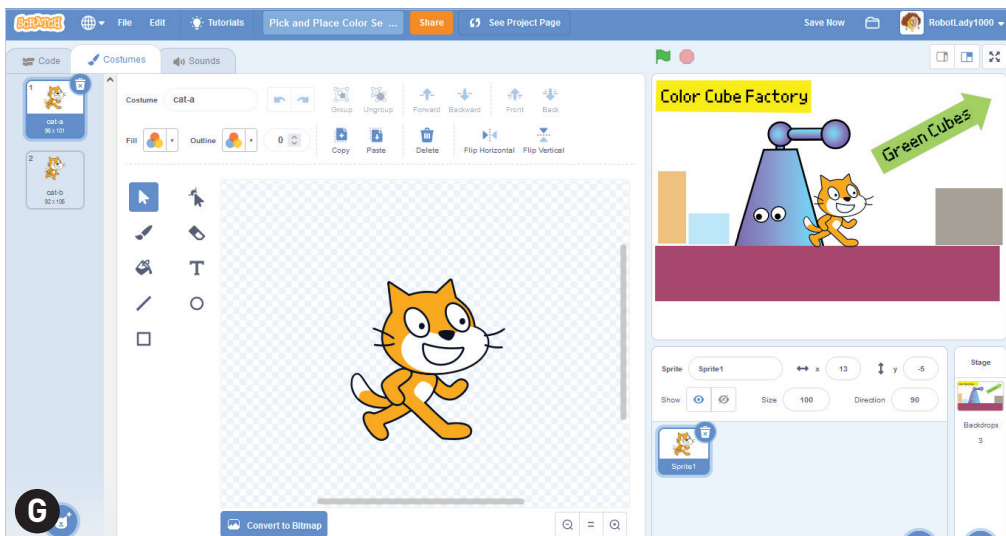 SCRATCH File Edit Tutorials Pick and Place Color Se ... Share See Project Page Save Now RobotLady1000
Code Costumes Sounds
1
cat-a
95 x 101
2
cat-b
92 x 106
Costume cat-a Group Ungroup Forward Backward Front Back
Fill Outline 0 Copy Paste Delete Flip Horizontal Flip Vertical
T
Convert to Bitmap
G
Color Cube Factory
Green Cubes
Sprite Sprite1 x 13 y -5
Show Size 100 Direction 90
Sprite1
Stage
Backdrops
3